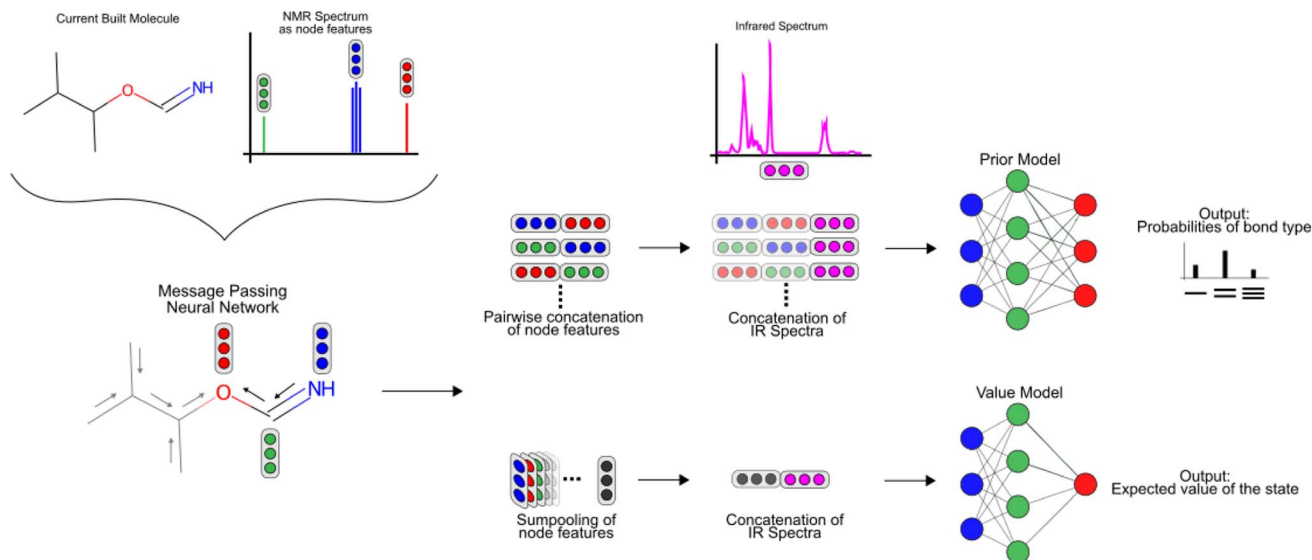 Current Built Molecule
NMR Spectrum
as node features
O
NH
Infrared Spectrum
Prior Model
Output:
Probabilities of bond type
Pairwise concatenation
of node features
Concatenation of
IR Spectra
Message Passing
Neural Network
O
NH
Value Model
Output:
Expected value of the state
Sumpooling of
node features
Concatenation of
IR Spectra